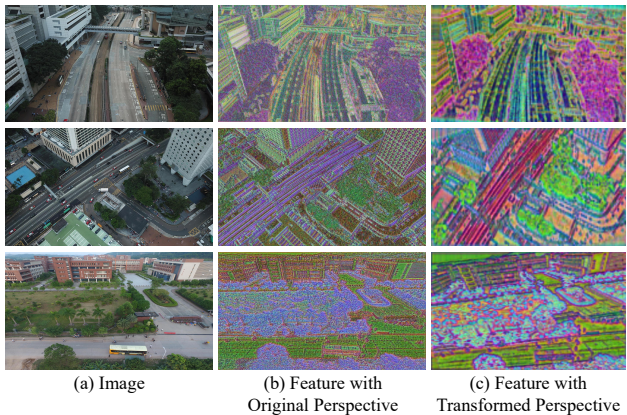 (a) Image
(b) Feature with
Original Perspective
(c) Feature with
Transformed Perspective